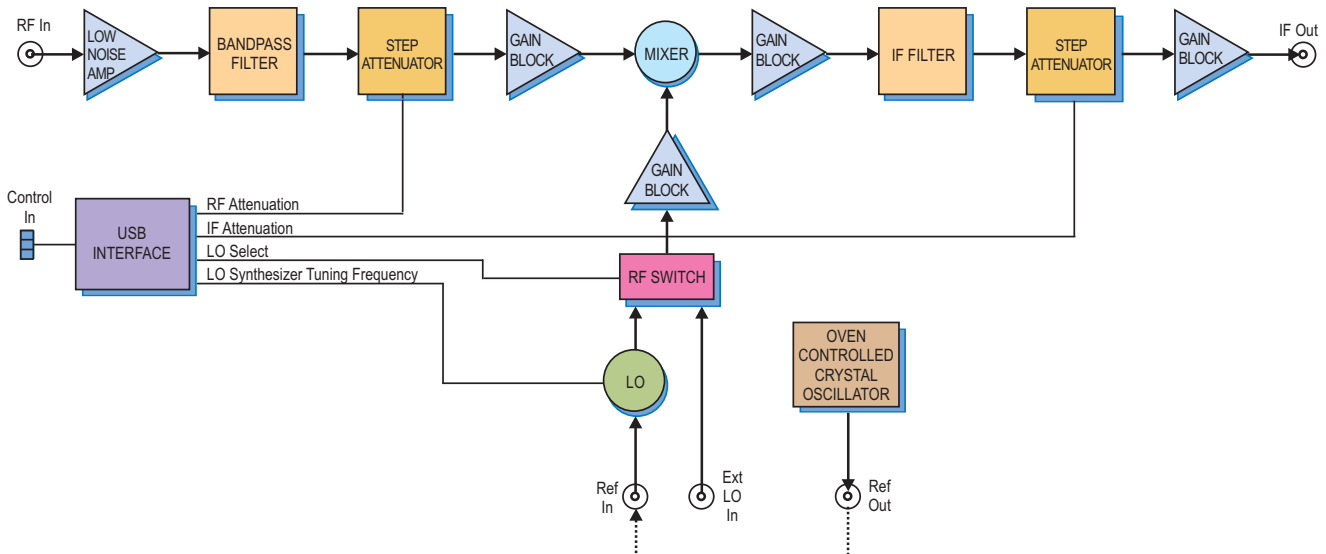 RF In
LOW
NOISE
AMP
BANDPASS
FILTER
STEP
ATTENUATOR
GAIN
BLOCK
MIXER
GAIN
BLOCK
IF FILTER
STEP
ATTENUATOR
GAIN
BLOCK
IF Out
GAIN
BLOCK
Control
In
USB
INTERFACE
RF Attenuation
IF Attenuation
LO Select
LO Synthesizer Tuning Frequency
RF SWITCH
LO
OVEN
CONTROLLED
CRYSTAL
OSCILLATOR
Ref
In
Ext
LO
In
Ref
Out